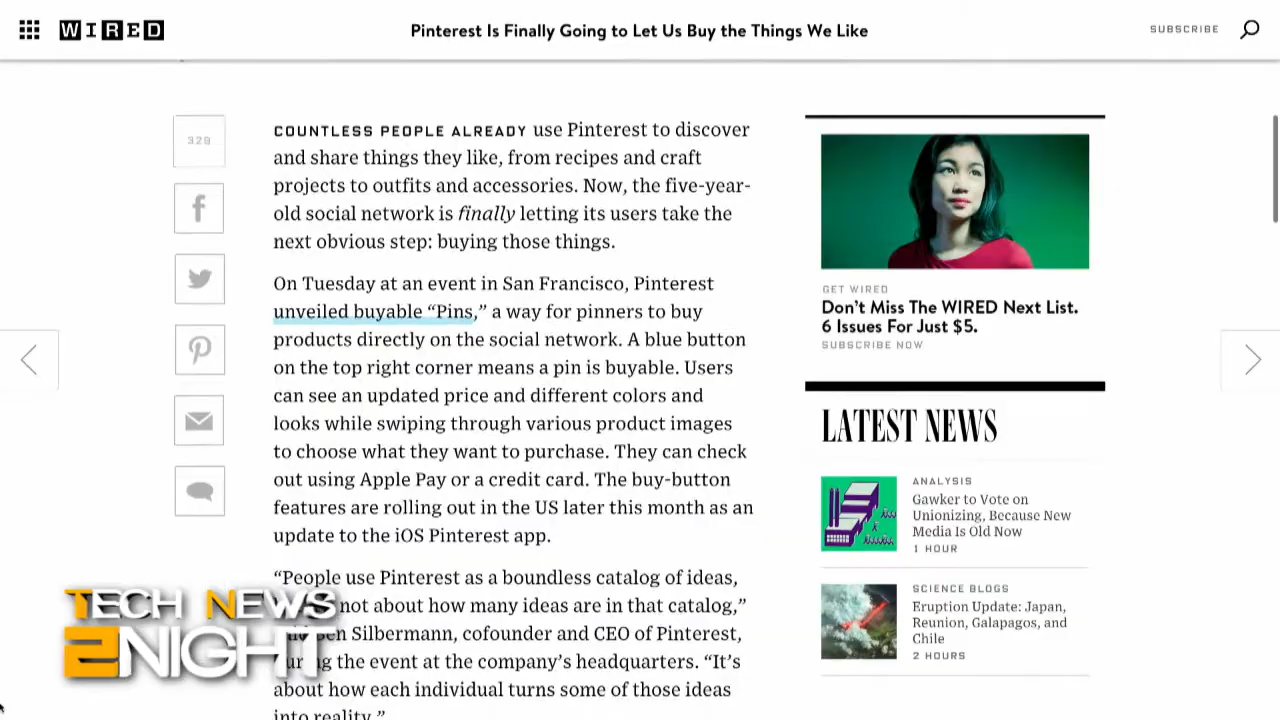 WIRED
Pinterest Is Finally Going to Let Us Buy the Things We Like
SUBSCRIBE
329
COUNTLESS PEOPLE ALREADY use Pinterest to discover
and share things they like, from recipes and craft
projects to outfits and accessories. Now, the five-year-
old social network is finally letting its users take the
next obvious step: buying those things.
On Tuesday at an event in San Francisco, Pinterest
unveiled buyable “Pins,” a way for pinners to buy
products directly on the social network. A blue button
on the top right corner means a pin is buyable. Users
can see an updated price and different colors and
looks while swiping through various product images
to choose what they want to purchase. They can check
out using Apple Pay or a credit card. The buy-button
features are rolling out in the US later this month as an
update to the iOS Pinterest app.
“People use Pinterest as a boundless catalog of ideas,
not about how many ideas are in that catalog,”
Ben Silbermann, cofounder and CEO of Pinterest,
during the event at the company’s headquarters. “It’s
about how each individual turns some of those ideas
into reality.”
GET WIRED
Don’t Miss The WIRED Next List.
6 Issues For Just $5.
SUBSCRIBE NOW
LATEST NEWS
ANALYSIS
Gawker to Vote on
Unionizing, Because New
Media Is Old Now
1 HOUR
SCIENCE BLOGS
Eruption Update: Japan,
Reunion, Galapagos, and
Chile
2 HOURS
TECH NEWS
2NIGHT